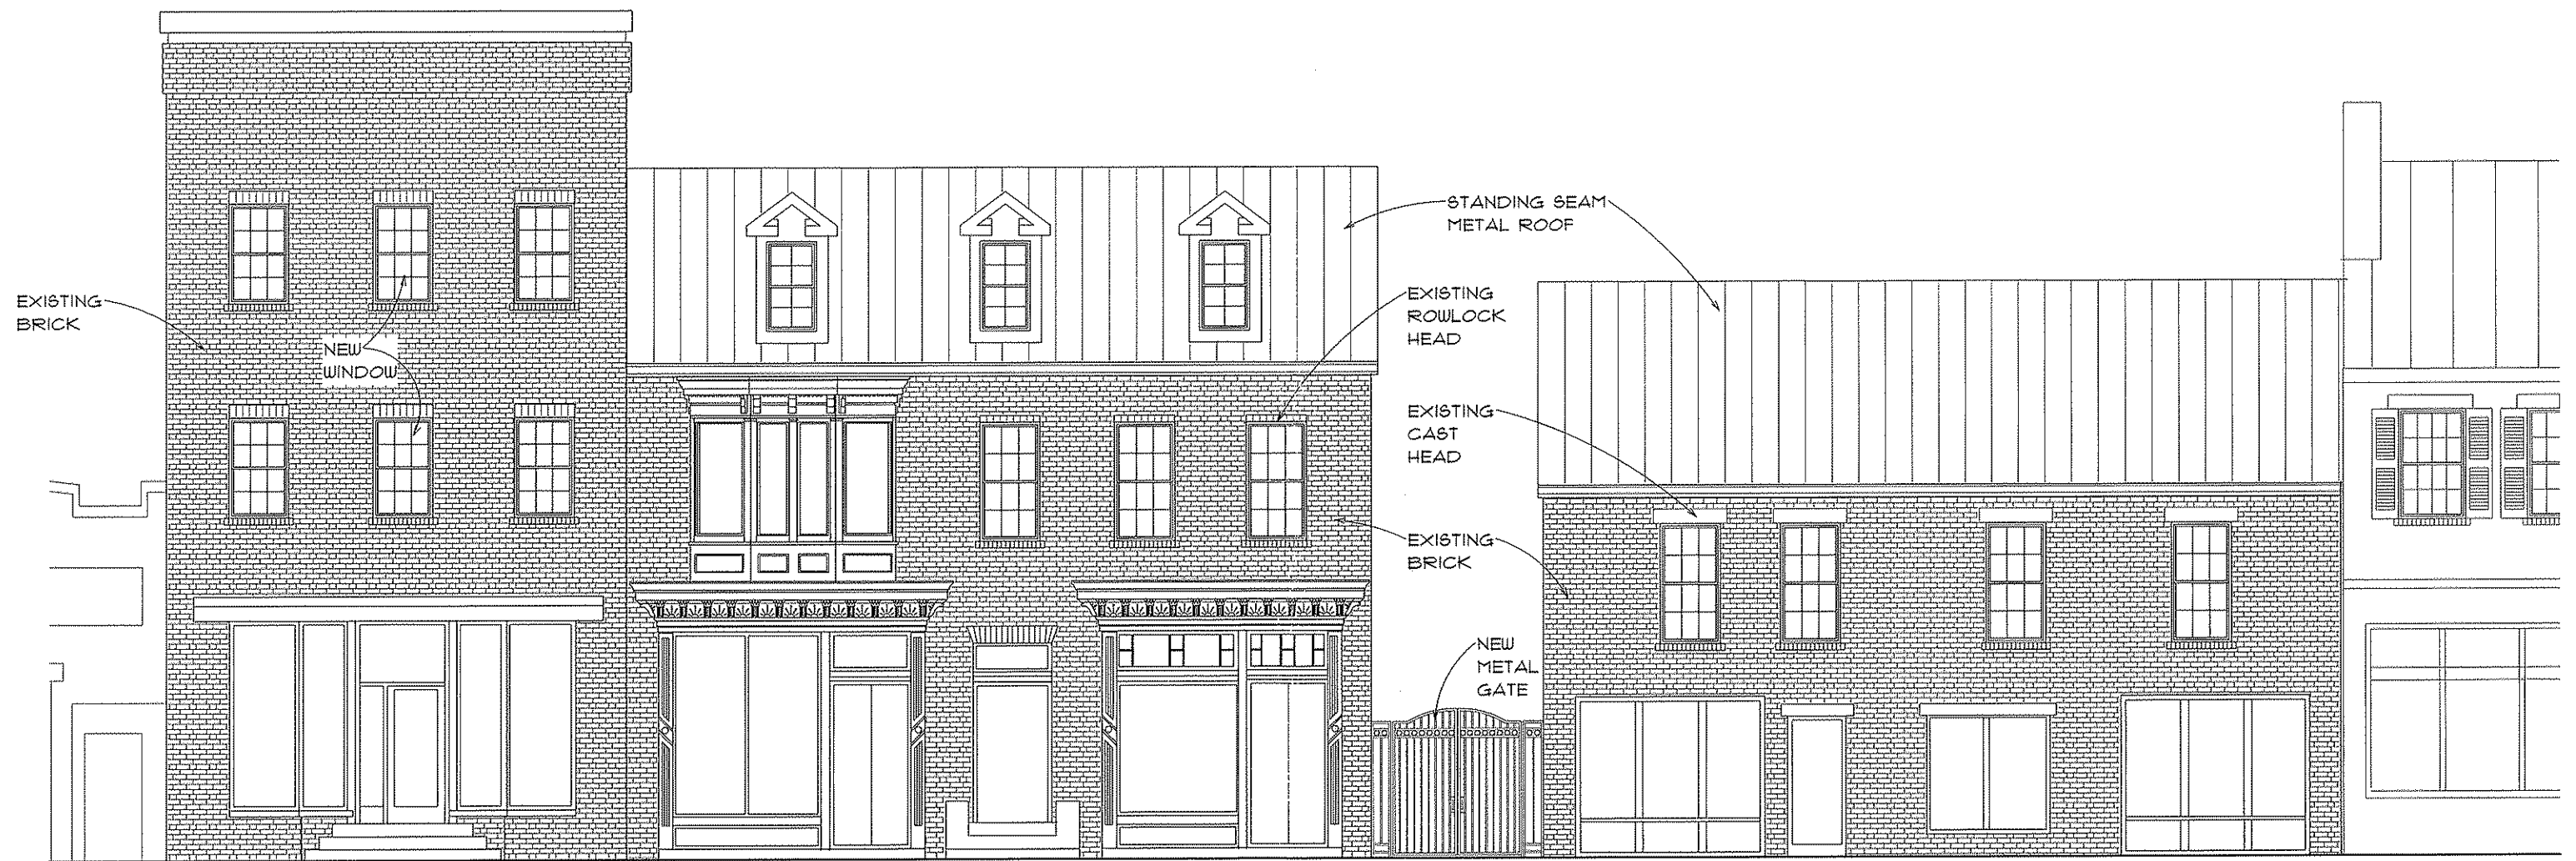 EXISTING
BRICK
NEW
WINDOW
STANDING SEAM
METAL ROOF
EXISTING
ROWLOCK
HEAD
EXISTING
CAST
HEAD
EXISTING
BRICK
NEW
METAL
GATE